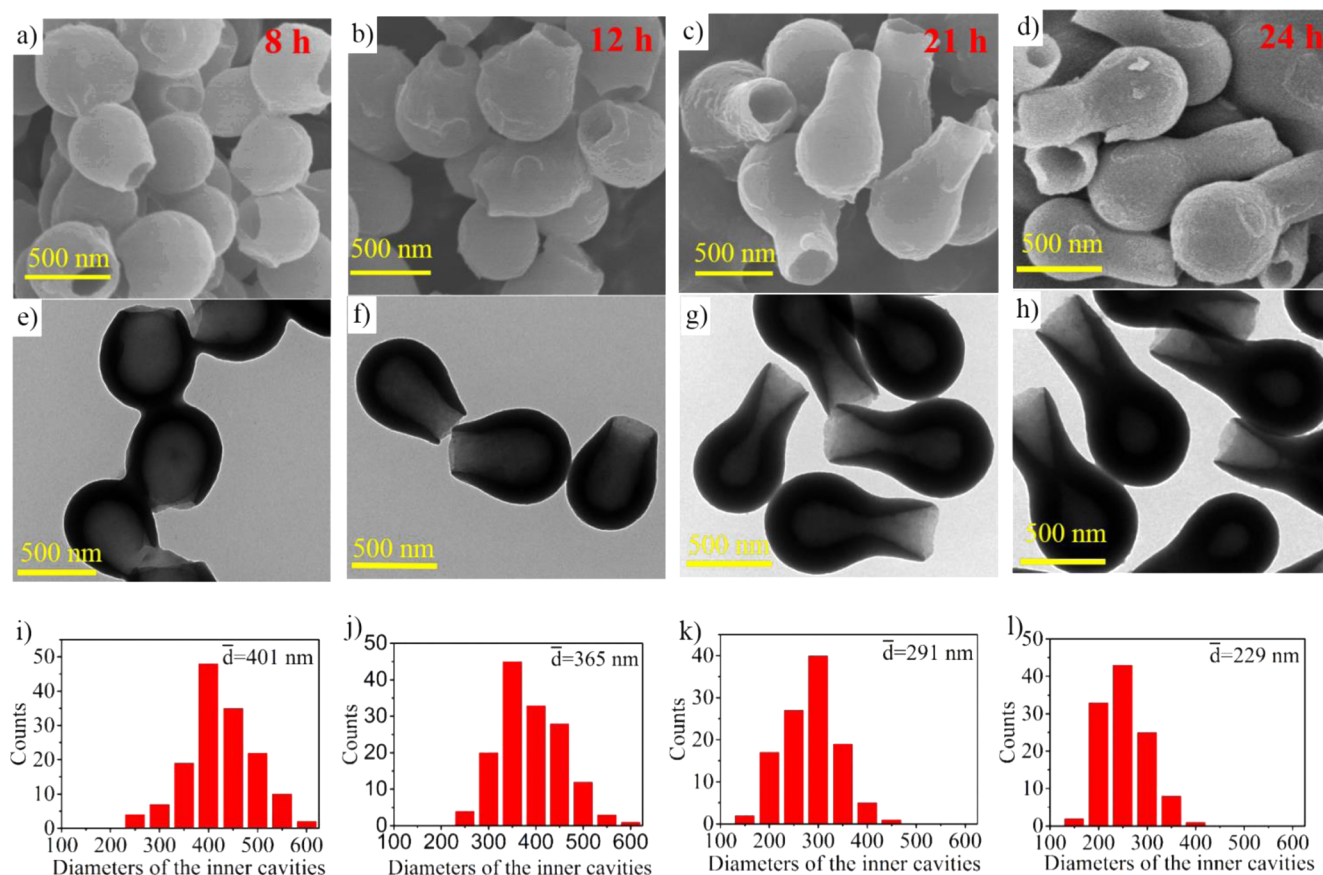 a)
8 h
500 nm
b)
12 h
500 nm
c)
21 h
500 nm
d)
24 h
500 nm
e)
500 nm
f)
500 nm
g)
500 nm
h)
500 nm
i)
d̅=401 nm
Counts
50
40
30
20
10
0
100 200 300 400 500 600
Diameters of the inner cavities
j)
d̅=365 nm
Counts
50
40
30
20
10
0
100 200 300 400 500 600
Diameters of the inner cavities
k)
d̅=291 nm
Counts
40
30
20
10
0
100 200 300 400 500 600
Diameters of the inner cavities
l)
d̅=229 nm
Counts
50
40
30
20
10
0
100 200 300 400 500 600
Diameters of the inner cavities